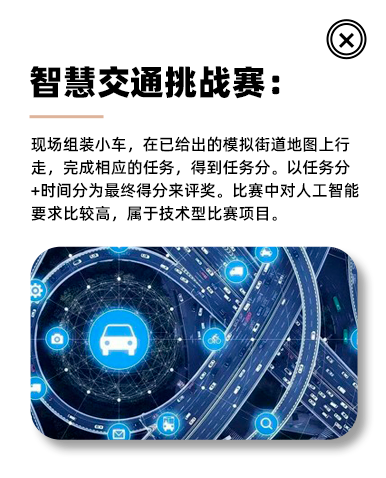 智慧交通挑战赛：
现场组装小车，在已给出的模拟街道地图上行
走，完成相应的任务，得到任务分。以任务分
+时间分为最终得分来评奖。比赛中对人工智能
要求比较高，属于技术型比赛项目。